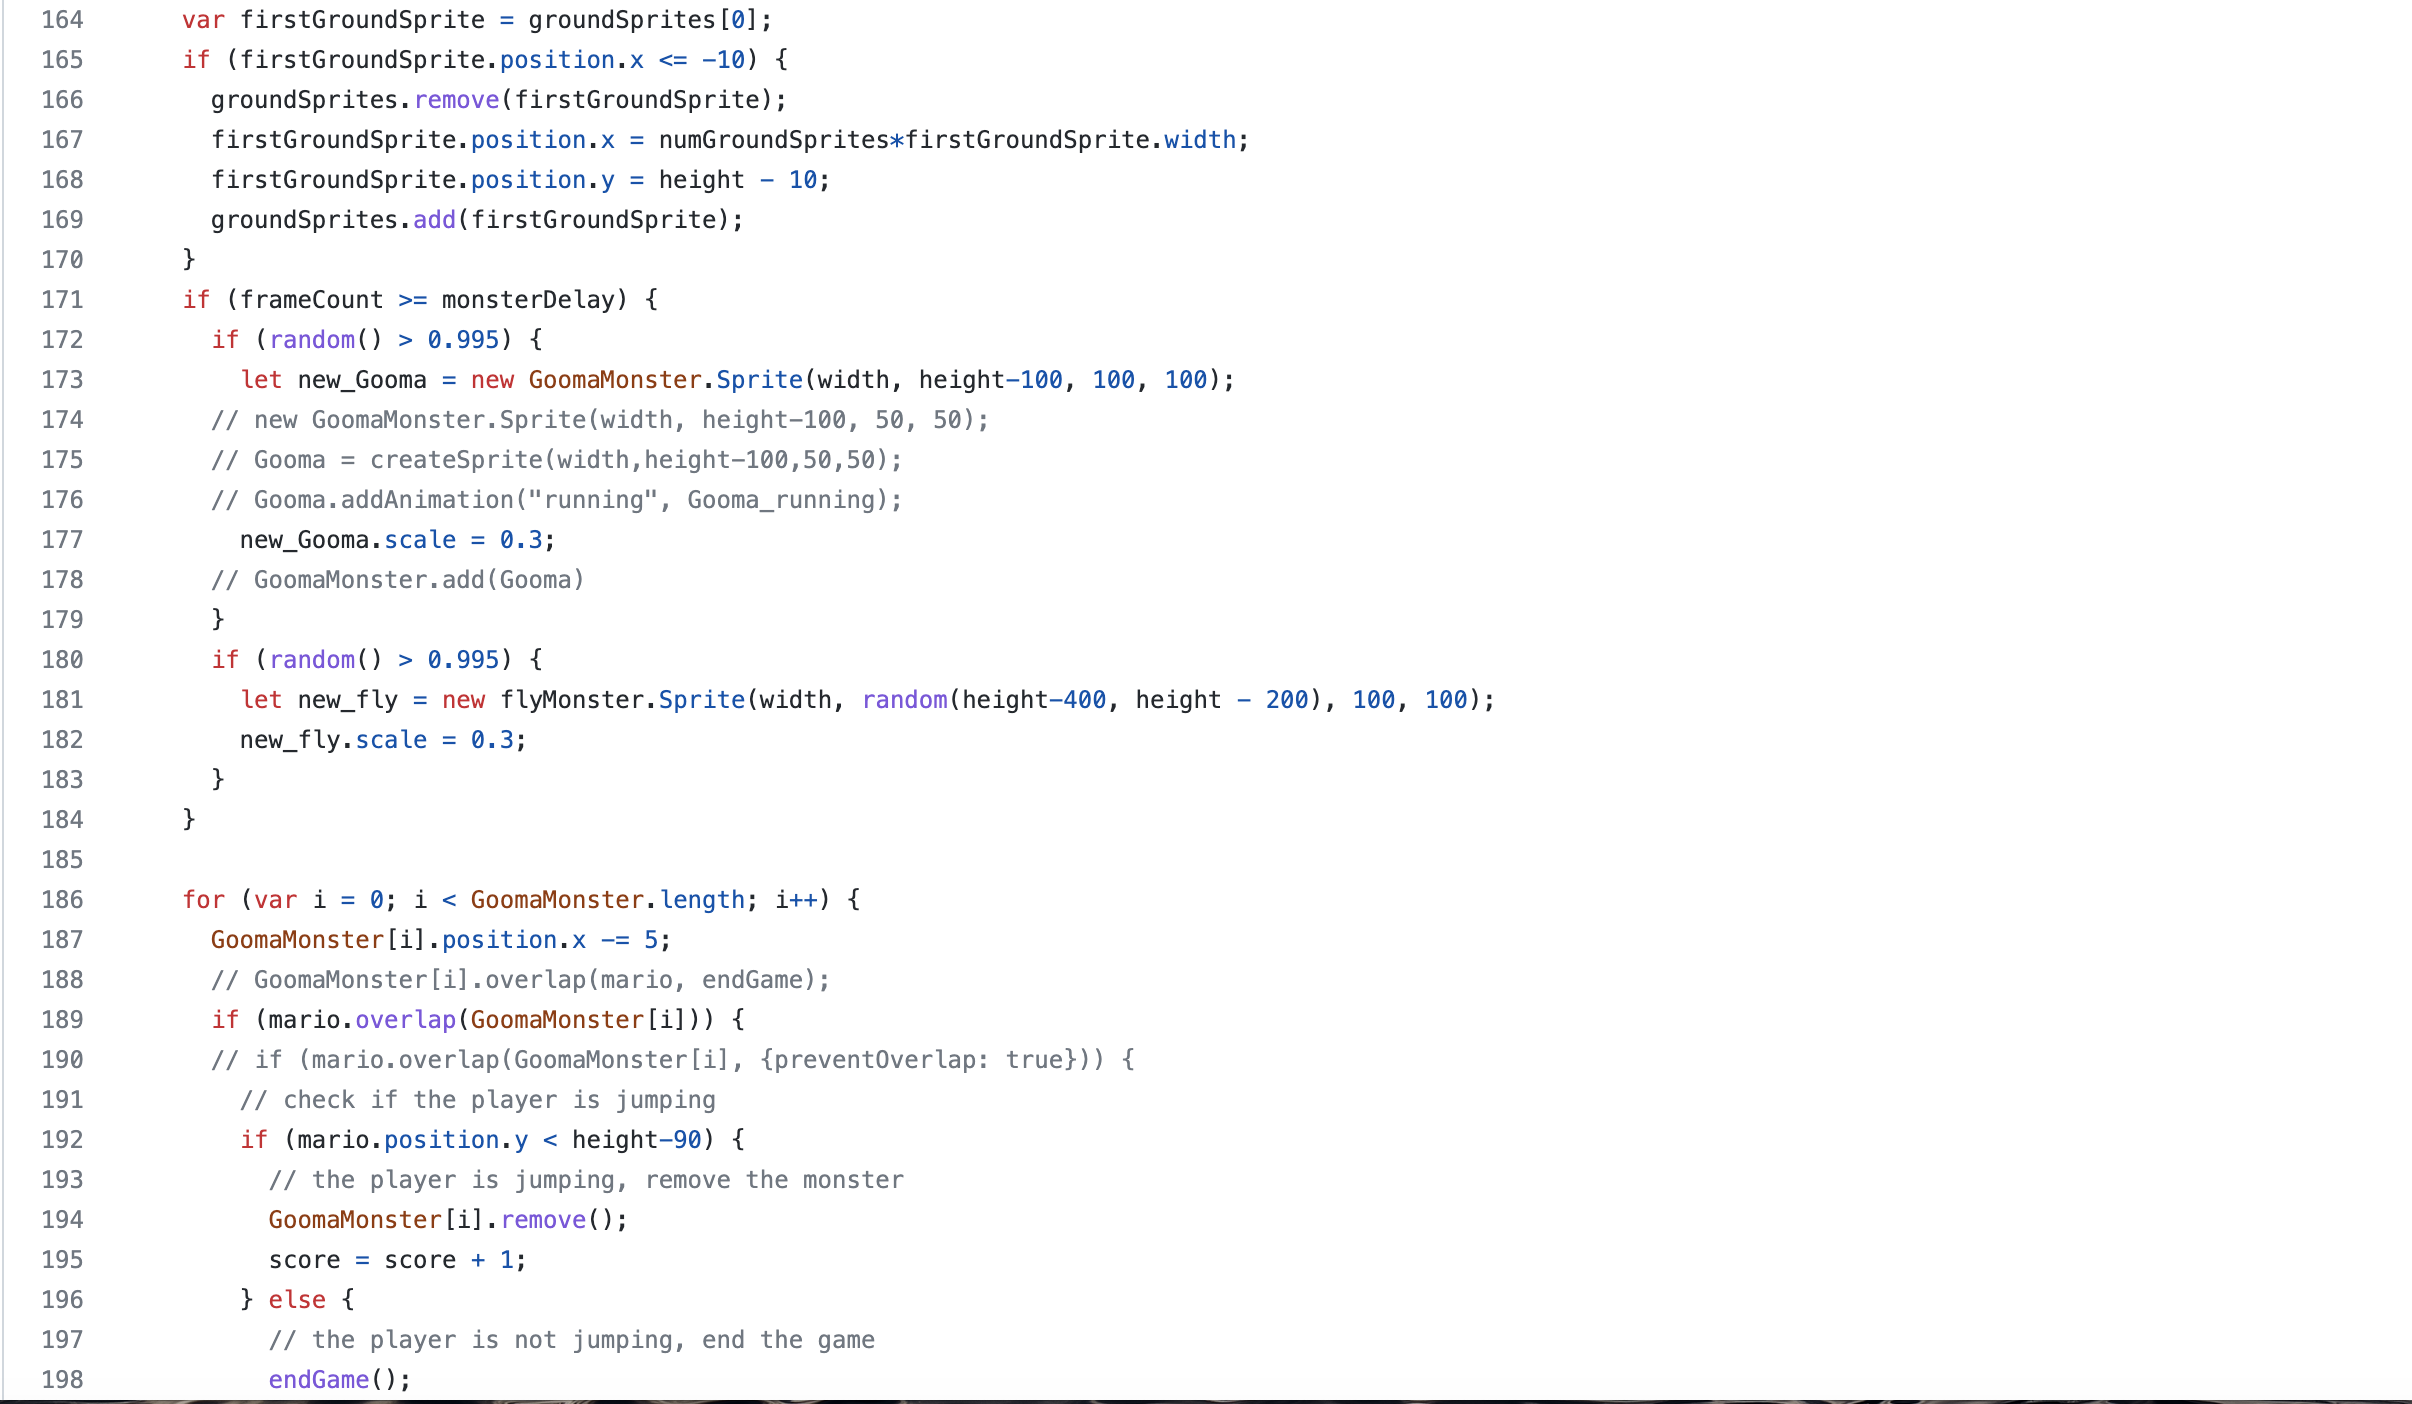 164 var firstGroundSprite = groundSprites[0];
165 if (firstGroundSprite.position.x <= -10) {
166 groundSprites.remove(firstGroundSprite);
167 firstGroundSprite.position.x = numGroundSprites*firstGroundSprite.width;
168 firstGroundSprite.position.y = height - 10;
169 groundSprites.add(firstGroundSprite);
170 }
171 if (frameCount >= monsterDelay) {
172 if (random() > 0.995) {
173 let new_Gooma = new GoomaMonster.Sprite(width, height-100, 100, 100);
174 // new GoomaMonster.Sprite(width, height-100, 50, 50);
175 // Gooma = createSprite(width,height-100,50,50);
176 // Gooma.addAnimation("running", Gooma_running);
177 new_Gooma.scale = 0.3;
178 // GoomaMonster.add(Gooma)
179 }
180 if (random() > 0.995) {
181 let new_fly = new flyMonster.Sprite(width, random(height-400, height - 200), 100, 100);
182 new_fly.scale = 0.3;
183 }
184 }
185
186 for (var i = 0; i < GoomaMonster.length; i++) {
187 GoomaMonster[i].position.x -= 5;
188 // GoomaMonster[i].overlap(mario, endGame);
189 if (mario.overlap(GoomaMonster[i])) {
190 // if (mario.overlap(GoomaMonster[i], {preventOverlap: true})) {
191 // check if the player is jumping
192 if (mario.position.y < height-90) {
193 // the player is jumping, remove the monster
194 GoomaMonster[i].remove();
195 score = score + 1;
196 } else {
197 // the player is not jumping, end the game
198 endGame();